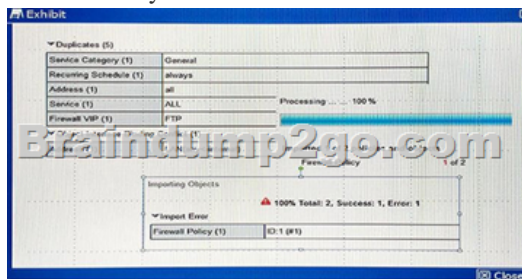 Exhibit
Duplicates (5)
Service Category (1) General
Recurring Schedule (1) always
Address (1) all
Service (1) ALL
Firewall VIP (1) FTP
Processing ... ... 100 %
Braindump2go.com
Firewall Policy 1 of 2
Importing Objects
100% Total: 2, Success: 1, Error: 1
Import Error
Firewall Policy (1) ID:1 (#1)
Close